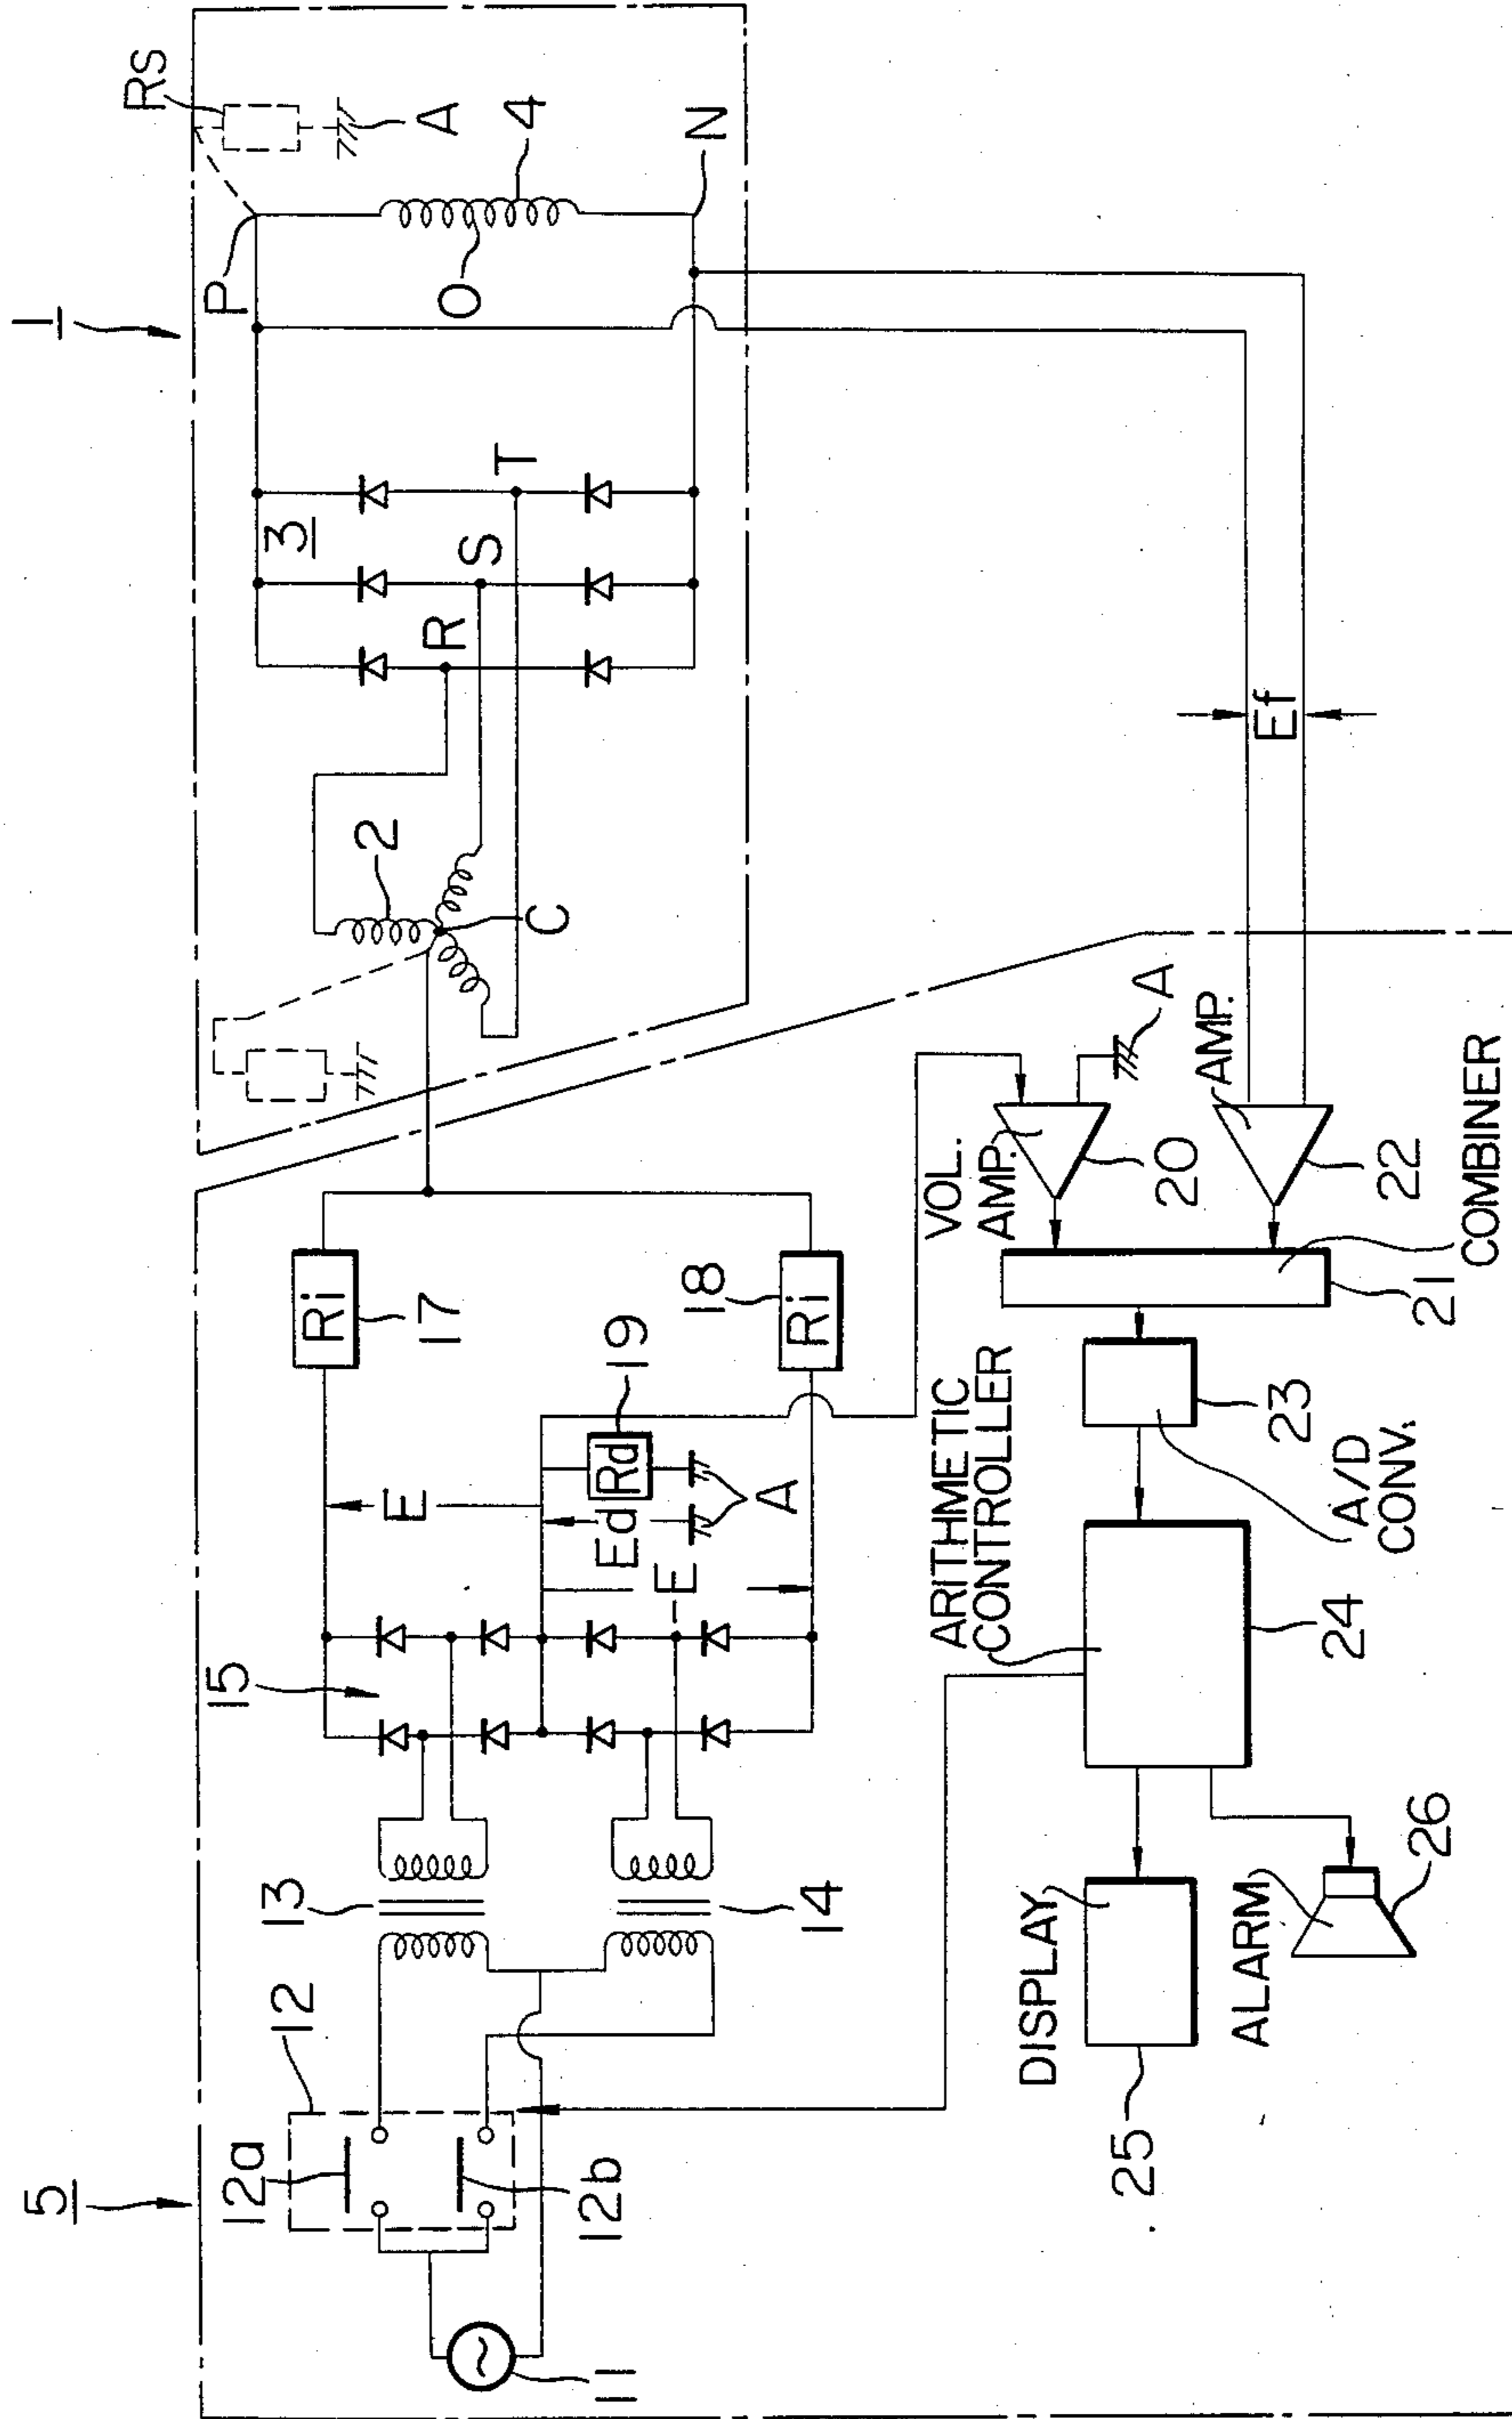 1
RS
A
P
4
O
N
3
T
S
R
2
C
Ef
5
12
12a
12b
11
13
14
15
E
Ed
E
Rd
19
A
Ri
17
18
Ri
VOL.
AMP.
20
A
AMP.
22
COMBINER
21
23
A/D
CONV.
ARITHMETIC
CONTROLLER
24
DISPLAY
25
ALARM
26